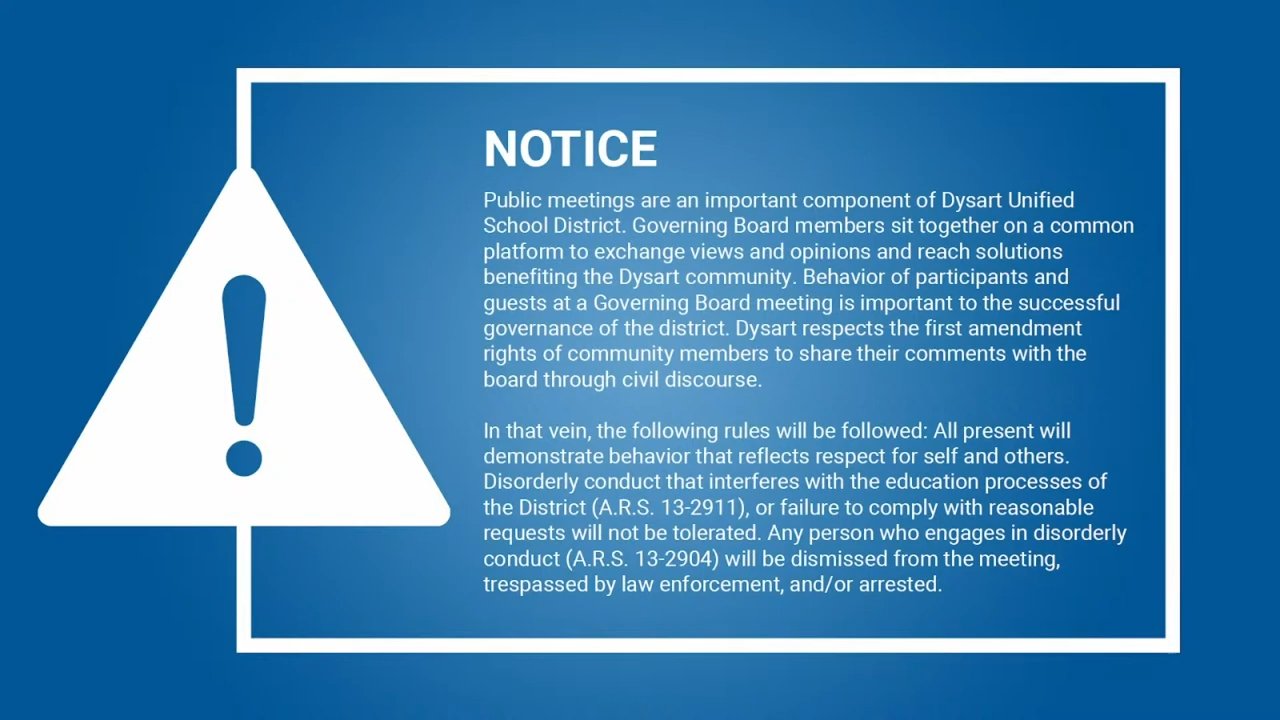 NOTICE
Public meetings are an important component of Dysart Unified
School District. Governing Board members sit together on a common
platform to exchange views and opinions and reach solutions
benefiting the Dysart community. Behavior of participants and
guests at a Governing Board meeting is important to the successful
governance of the district. Dysart respects the first amendment
rights of community members to share their comments with the
board through civil discourse.
In that vein, the following rules will be followed: All present will
demonstrate behavior that reflects respect for self and others.
Disorderly conduct that interferes with the education processes of
the District (A.R.S. 13-2911), or failure to comply with reasonable
requests will not be tolerated. Any person who engages in disorderly
conduct (A.R.S. 13-2904) will be dismissed from the meeting,
trespassed by law enforcement, and/or arrested.